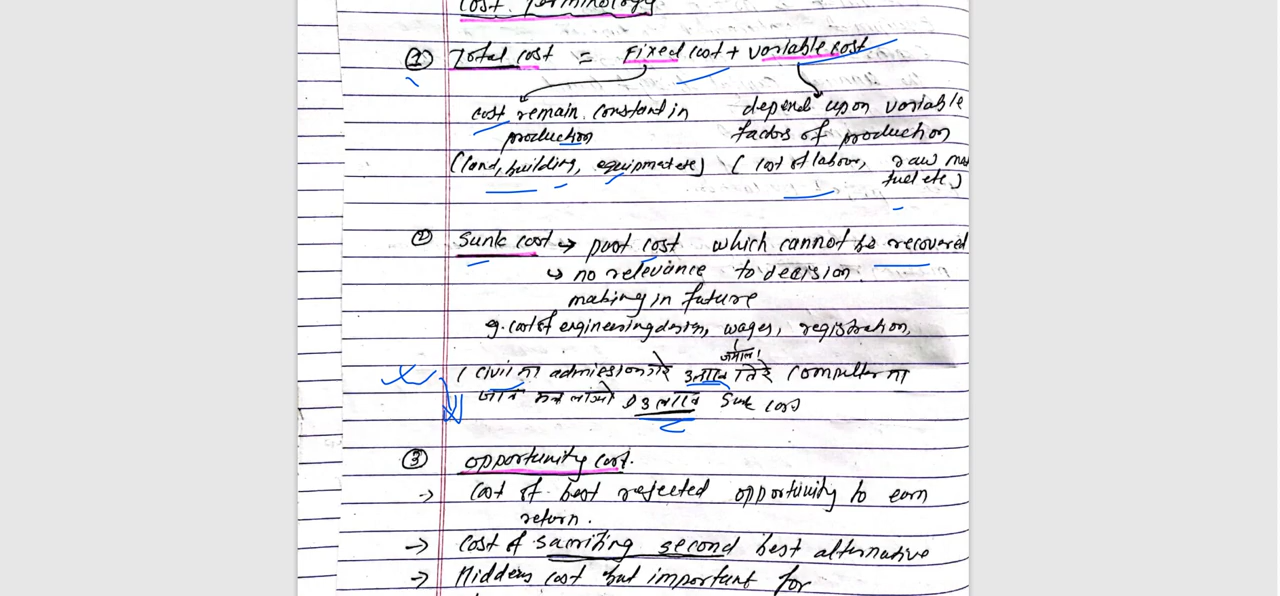 Cost Terminology
① Total cost = Fixed cost + variable cost
cost remain constant in production
depend upon variable factors of production
(land, building, equipment etc)
( cost of labour, raw mat fuel etc )
② Sunk cost → past cost which cannot be recovered
↳ no relevance to decision
making in future
eg. cost of engineering design, wages, registration,
( civil मा admission गरे तिरे computer मा
जान मन लाग्यो Sunk cost
③ opportunity cost.
→ Cost of best rejected opportunity to earn
return.
→ cost of second best alternative
→ Hidden cost but important for